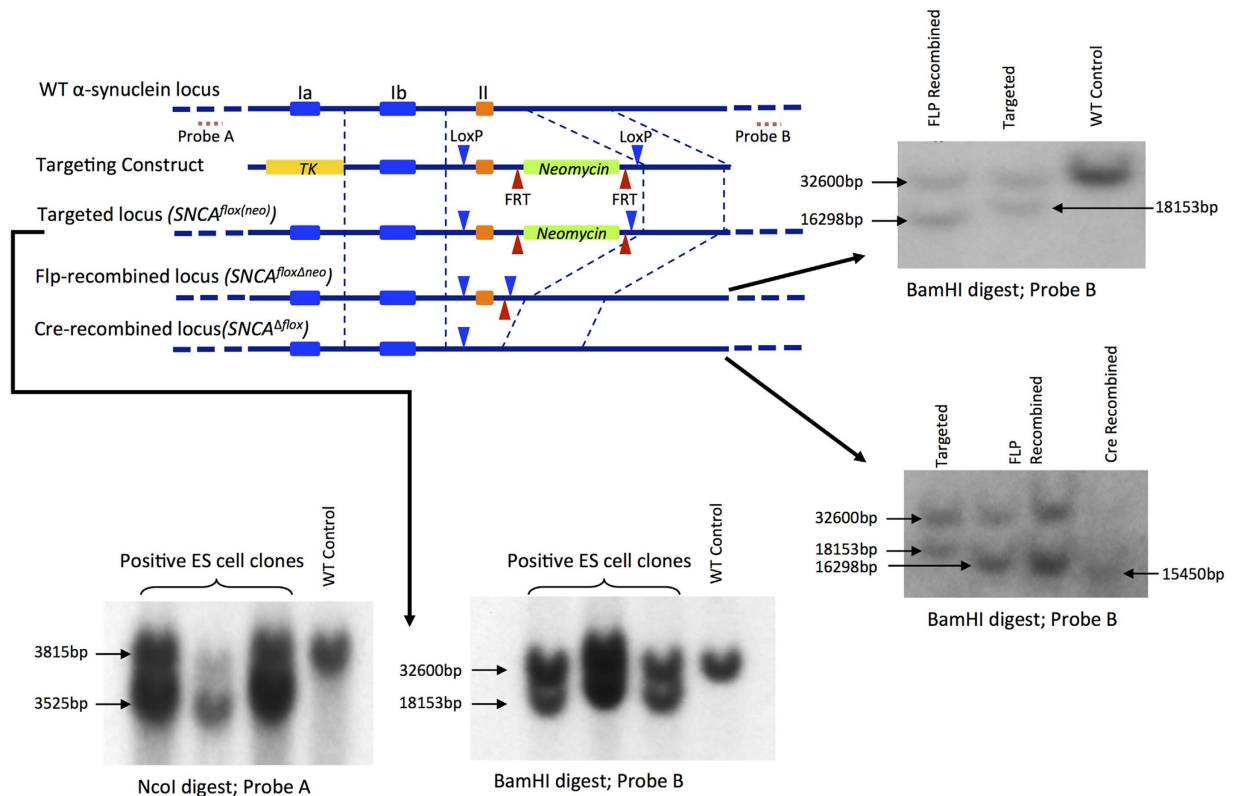 WT α-synuclein locus
Ia
Ib
II
Probe A
Probe B
LoxP
LoxP
Targeting Construct
TK
Neomycin
FRT
FRT
Targeted locus (SNCAflox(neo))
Neomycin
Flp-recombined locus (SNCAfloxΔneo)
Cre-recombined locus(SNCAΔflox)
FLP Recombined
Targeted
WT Control
32600bp
16298bp
18153bp
BamHI digest; Probe B
Targeted
FLP
Recombined
Cre Recombined
32600bp
18153bp
16298bp
15450bp
BamHI digest; Probe B
Positive ES cell clones
WT Control
3815bp
3525bp
NcoI digest; Probe A
Positive ES cell clones
WT Control
32600bp
18153bp
BamHI digest; Probe B